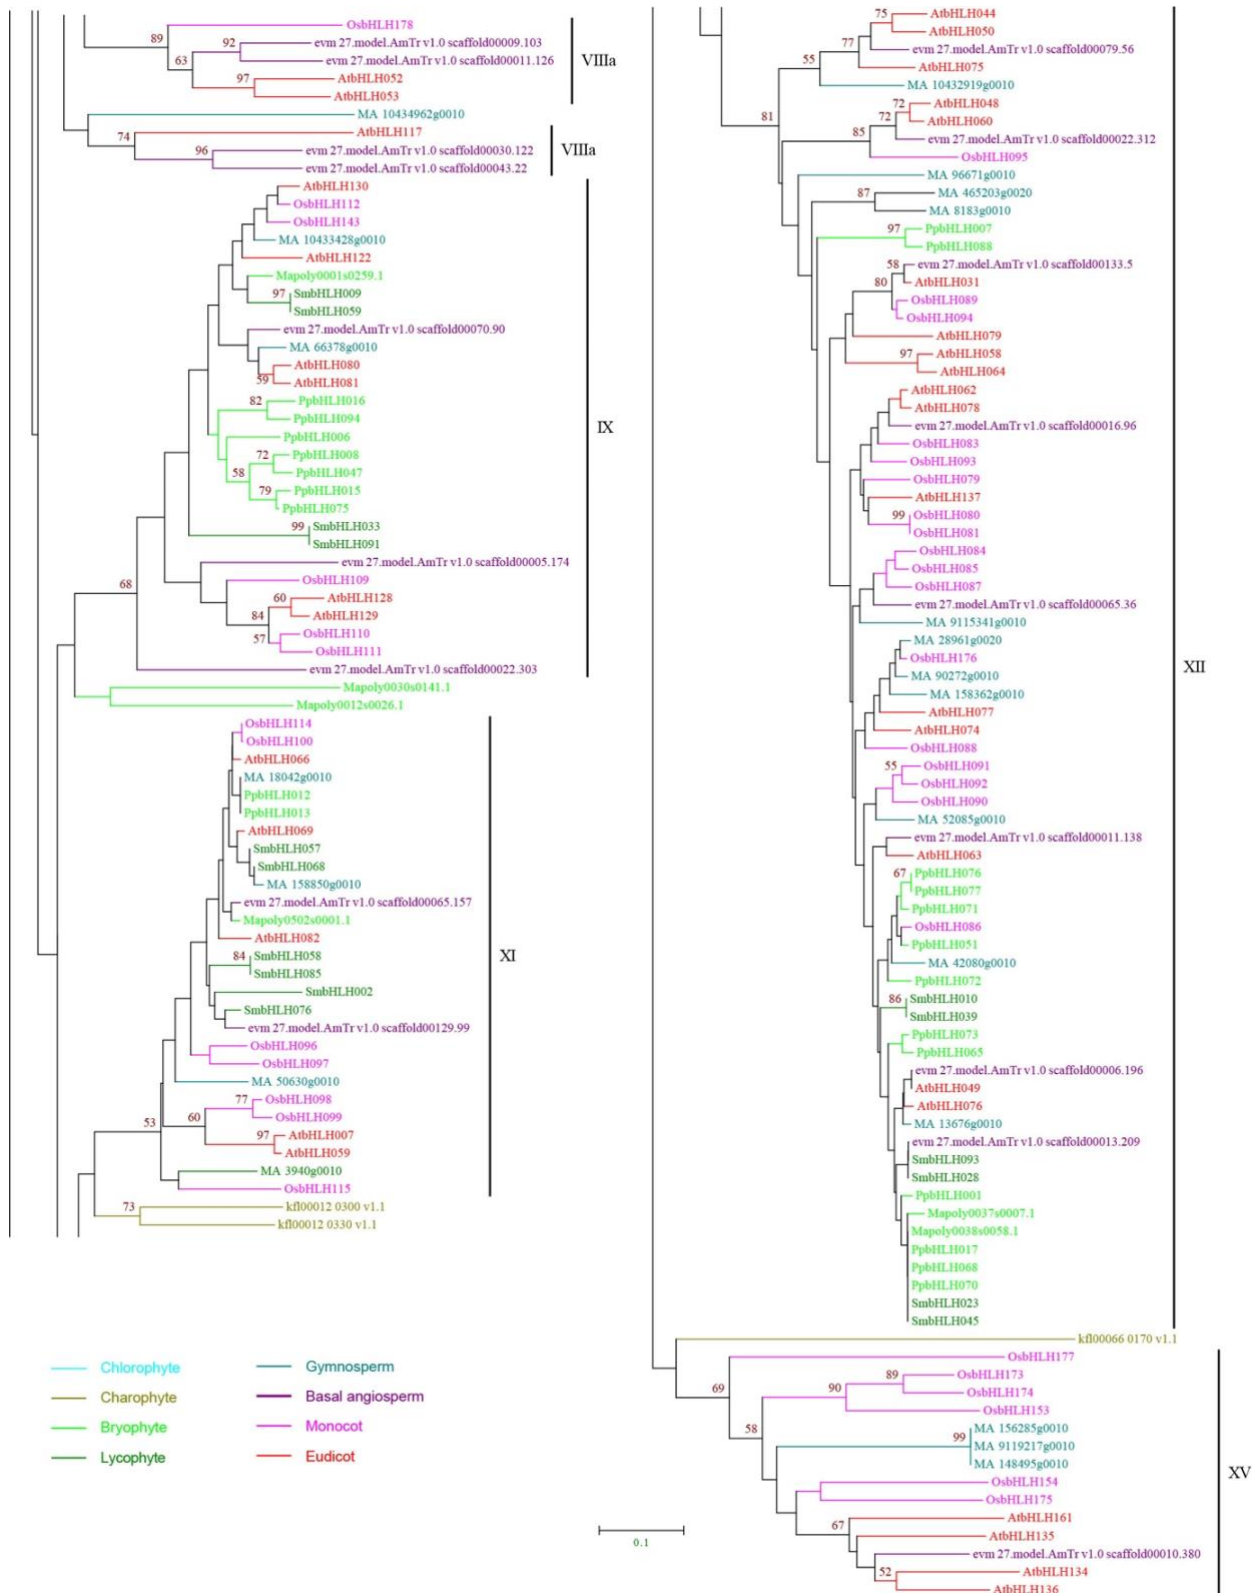 OsbHLH178
89
92
evm 27.model.AmTr v1.0 scaffold00009.103
63
evm 27.model.AmTr v1.0 scaffold00011.126
VIIIa
97
AtbHLH052
AtbHLH053
MA 10434962g0010
74
AtbHLH117
96
evm 27.model.AmTr v1.0 scaffold00030.122
VIIIa
evm 27.model.AmTr v1.0 scaffold00043.22
AtbHLH130
OsbHLH112
OsbHLH143
MA 10433428g0010
AtbHLH122
Mapoly0001s0259.1
97
SmbHLH009
SmbHLH059
evm 27.model.AmTr v1.0 scaffold00070.90
MA 66378g0010
AtbHLH080
59
AtbHLH081
82
PpbHLH016
PpbHLH094
IX
PpbHLH006
72
PpbHLH008
58
PpbHLH047
79
PpbHLH015
PpbHLH075
99
SmbHLH033
SmbHLH091
evm 27.model.AmTr v1.0 scaffold00005.174
68
OsbHLH109
60
AtbHLH128
84
AtbHLH129
57
OsbHLH110
OsbHLH111
evm 27.model.AmTr v1.0 scaffold00022.303
Mapoly0030s0141.1
Mapoly0012s0026.1
OsbHLH114
OsbHLH100
AtbHLH066
MA 18042g0010
PpbHLH012
PpbHLH013
AtbHLH069
SmbHLH057
SmbHLH068
MA 158850g0010
evm 27.model.AmTr v1.0 scaffold00065.157
Mapoly0502s0001.1
AtbHLH082
XI
84
SmbHLH058
SmbHLH085
SmbHLH002
SmbHLH076
evm 27.model.AmTr v1.0 scaffold00129.99
OsbHLH096
OsbHLH097
MA 50630g0010
77
OsbHLH098
60
OsbHLH099
53
97
AtbHLH007
AtbHLH059
MA 3940g0010
OsbHLH115
73
kfl00012 0300 v1.1
kfl00012 0330 v1.1
Chlorophyte
Charophyte
Bryophyte
Lycophyte
Gymnosperm
Basal angiosperm
Monocot
Eudicot
75
AtbHLH044
AtbHLH050
77
evm 27.model.AmTr v1.0 scaffold00079.56
55
AtbHLH075
MA 10432919g0010
72
AtbHLH048
81
72
AtbHLH060
85
evm 27.model.AmTr v1.0 scaffold00022.312
OsbHLH095
MA 96671g0010
87
MA 465203g0020
MA 8183g0010
97
PpbHLH007
PpbHLH088
58
evm 27.model.AmTr v1.0 scaffold00133.5
80
AtbHLH031
OsbHLH089
OsbHLH094
AtbHLH079
97
AtbHLH058
AtbHLH064
AtbHLH062
AtbHLH078
evm 27.model.AmTr v1.0 scaffold00016.96
OsbHLH083
OsbHLH093
OsbHLH079
AtbHLH137
99
OsbHLH080
OsbHLH081
OsbHLH084
OsbHLH085
OsbHLH087
evm 27.model.AmTr v1.0 scaffold00065.36
MA 9115341g0010
MA 28961g0020
OsbHLH176
XII
MA 90272g0010
MA 158362g0010
AtbHLH077
AtbHLH074
OsbHLH088
55
OsbHLH091
OsbHLH092
OsbHLH090
MA 52085g0010
evm 27.model.AmTr v1.0 scaffold00011.138
AtbHLH063
67
PpbHLH076
PpbHLH077
PpbHLH071
OsbHLH086
PpbHLH051
MA 42080g0010
PpbHLH072
86
SmbHLH010
SmbHLH039
PpbHLH073
PpbHLH065
evm 27.model.AmTr v1.0 scaffold00006.196
AtbHLH049
AtbHLH076
MA 13676g0010
evm 27.model.AmTr v1.0 scaffold00013.209
SmbHLH093
SmbHLH028
PpbHLH001
Mapoly0037s0007.1
Mapoly0038s0058.1
PpbHLH017
PpbHLH068
PpbHLH070
SmbHLH023
SmbHLH045
kfl00066 0170 v1.1
OsbHLH177
89
OsbHLH173
69
90
OsbHLH174
OsbHLH153
58
MA 156285g0010
99
MA 9119217g0010
MA 148495g0010
XV
OsbHLH154
OsbHLH175
67
AtbHLH161
AtbHLH135
evm 27.model.AmTr v1.0 scaffold00010.380
52
AtbHLH134
AtbHLH136
0.1